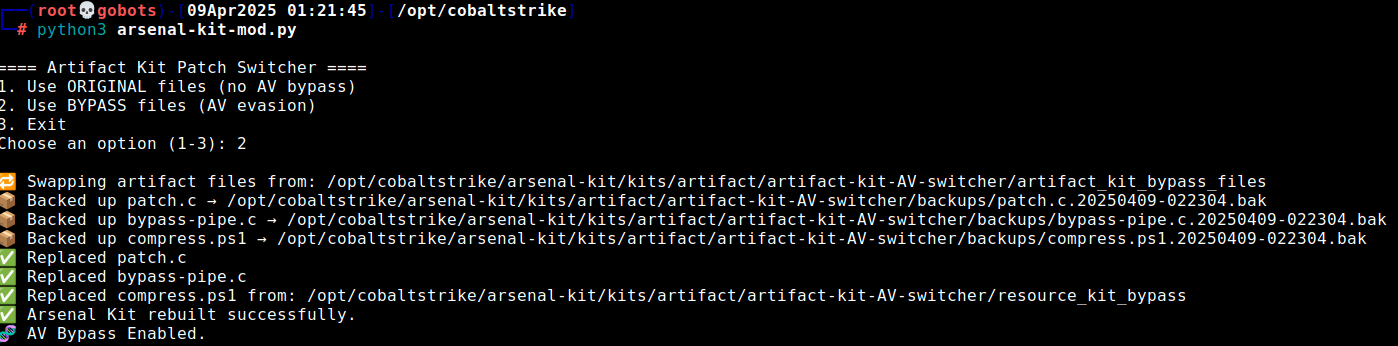 ┌──(root💀gobots)-[09Apr2025 01:21:45]-[/opt/cobaltstrike]
└─# python3 arsenal-kit-mod.py
==== Artifact Kit Patch Switcher ====
1. Use ORIGINAL files (no AV bypass)
2. Use BYPASS files (AV evasion)
3. Exit
Choose an option (1-3): 2
🔁 Swapping artifact files from: /opt/cobaltstrike/arsenal-kit/kits/artifact/artifact-kit-AV-switcher/artifact_kit_bypass_files
📦 Backed up patch.c → /opt/cobaltstrike/arsenal-kit/kits/artifact/artifact-kit-AV-switcher/backups/patch.c.20250409-022304.bak
📦 Backed up bypass-pipe.c → /opt/cobaltstrike/arsenal-kit/kits/artifact/artifact-kit-AV-switcher/backups/bypass-pipe.c.20250409-022304.bak
📦 Backed up compress.ps1 → /opt/cobaltstrike/arsenal-kit/kits/artifact/artifact-kit-AV-switcher/backups/compress.ps1.20250409-022304.bak
✅ Replaced patch.c
✅ Replaced bypass-pipe.c
✅ Replaced compress.ps1 from: /opt/cobaltstrike/arsenal-kit/kits/artifact/artifact-kit-AV-switcher/resource_kit_bypass
✅ Arsenal Kit rebuilt successfully.
🧬 AV Bypass Enabled.